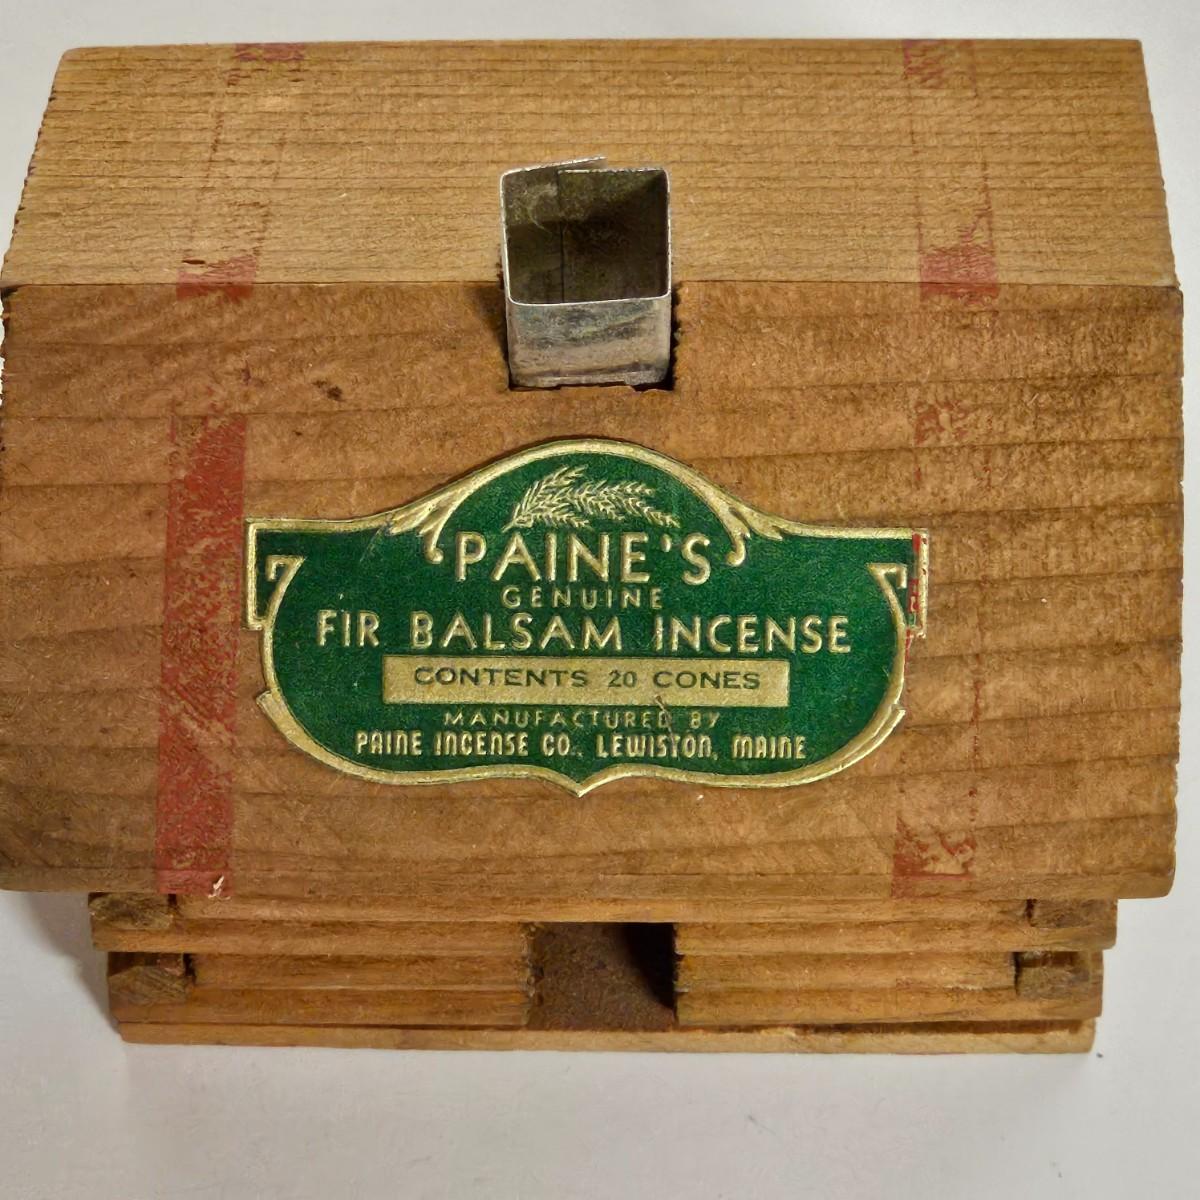 PAINE'S
GENUINE
FIR BALSAM INCENSE
CONTENTS 20 CONES
MANUFACTURED BY
PAINE INCENSE CO., LEWISTON, MAINE